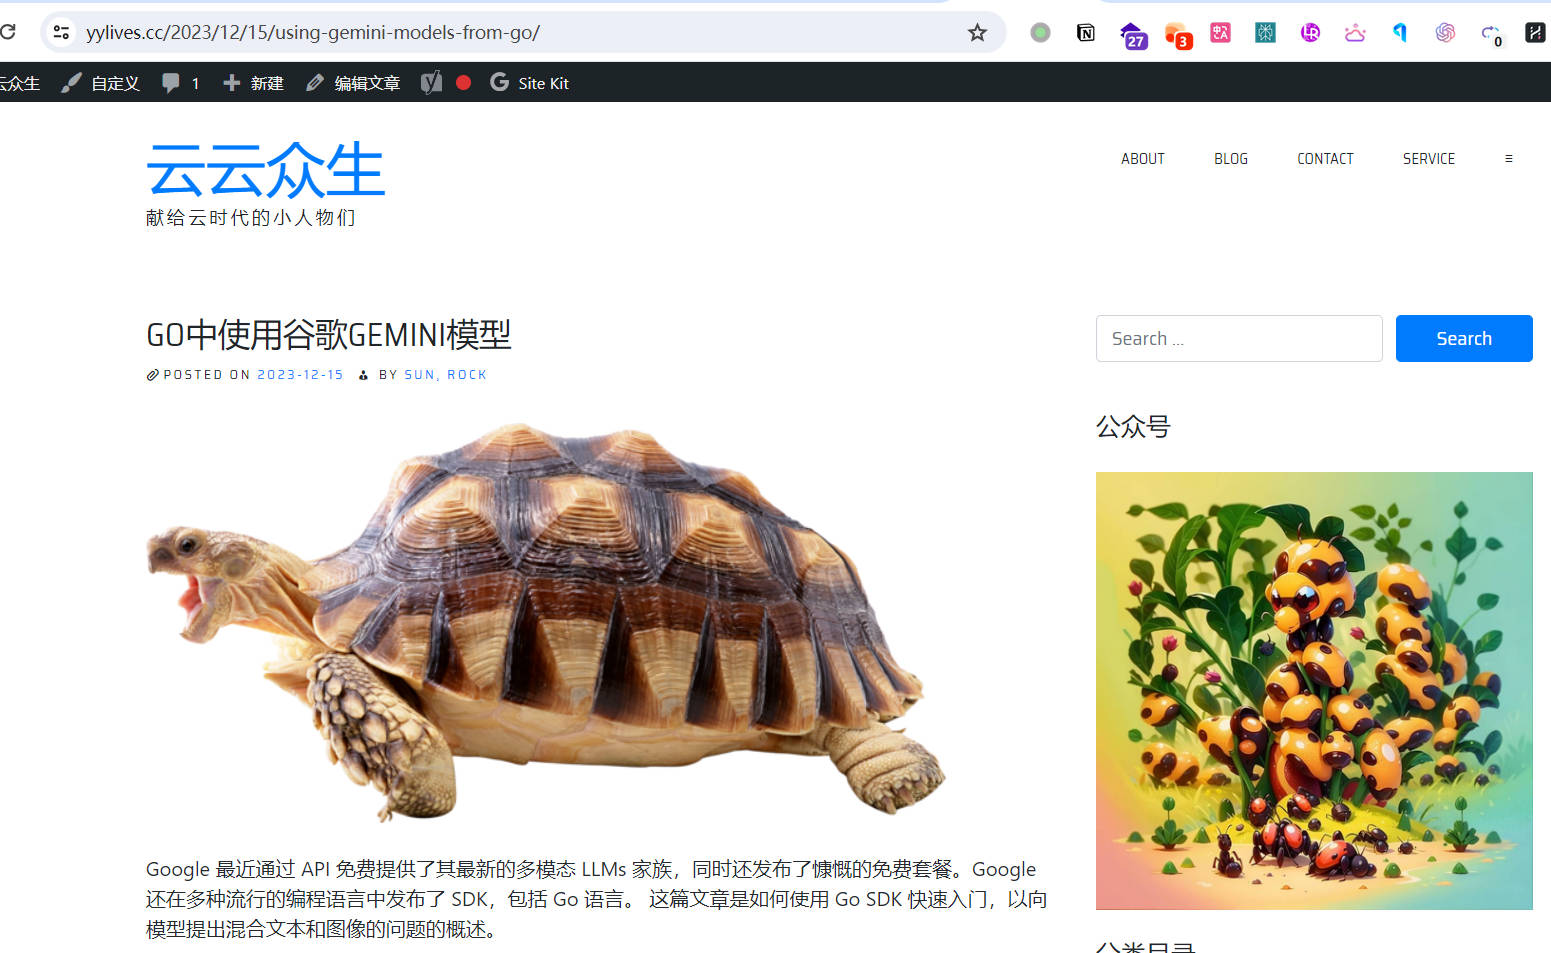 yylives.cc/2023/12/15/using-gemini-models-from-go/
27
3
0
云众生
自定义
1
新建
编辑文章
Site Kit
云云众生
献给云时代的小人物们
ABOUT
BLOG
CONTACT
SERVICE
GO中使用谷歌GEMINI模型
POSTED ON 2023-12-15 BY SUN, ROCK
Search ...
Search
公众号
Google 最近通过 API 免费提供了其最新的多模态 LLMs 家族，同时还发布了慷慨的免费套餐。Google
还在多种流行的编程语言中发布了 SDK，包括 Go 语言。 这篇文章是如何使用 Go SDK 快速入门，以向
模型提出混合文本和图像的问题的概述。
分类目录